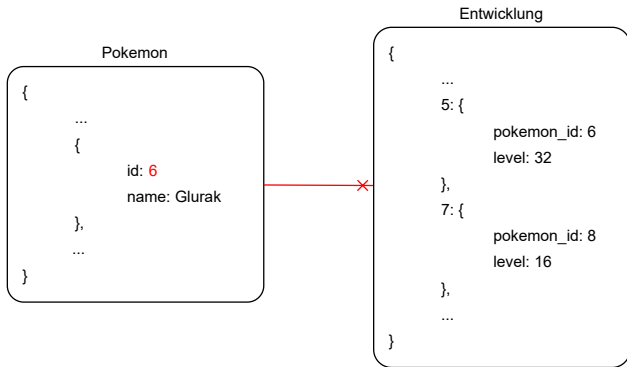 Pokemon
{
...
{
id: 6
name: Glurak
},
...
}
Entwicklung
{
...
5: {
pokemon_id: 6
level: 32
},
7: {
pokemon_id: 8
level: 16
},
...
}